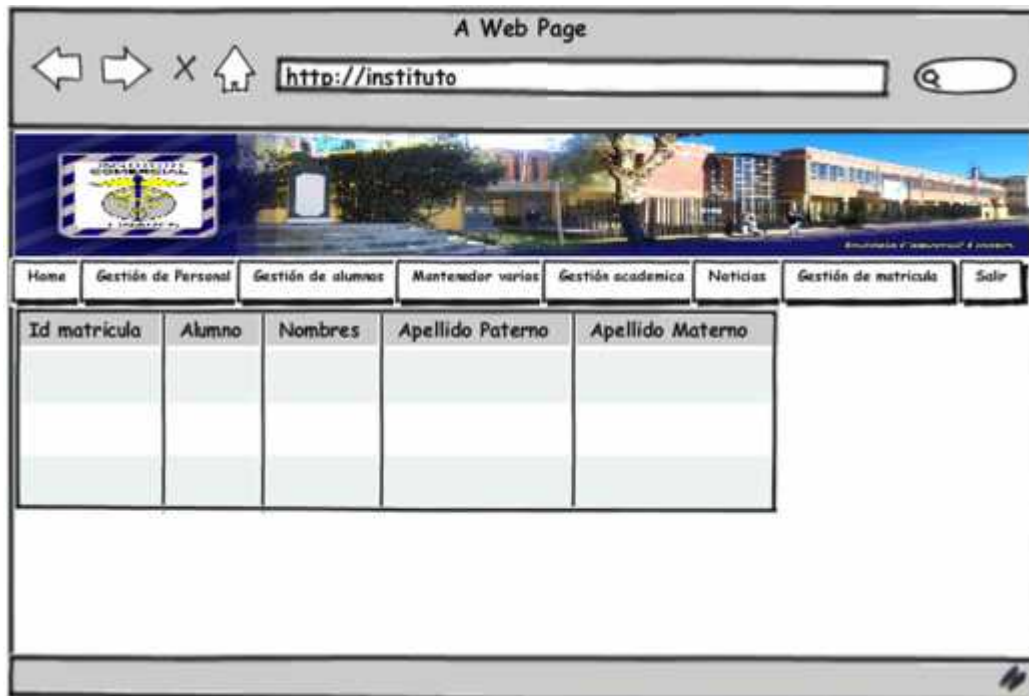 A Web Page
http://instituto
COMERCIAL
Home Gestión de Personal Gestión de alumnos Mantenedor varios Gestión academica Noticias Gestión de matricula Salir
Id matrícula Alumno Nombres Apellido Paterno Apellido Materno